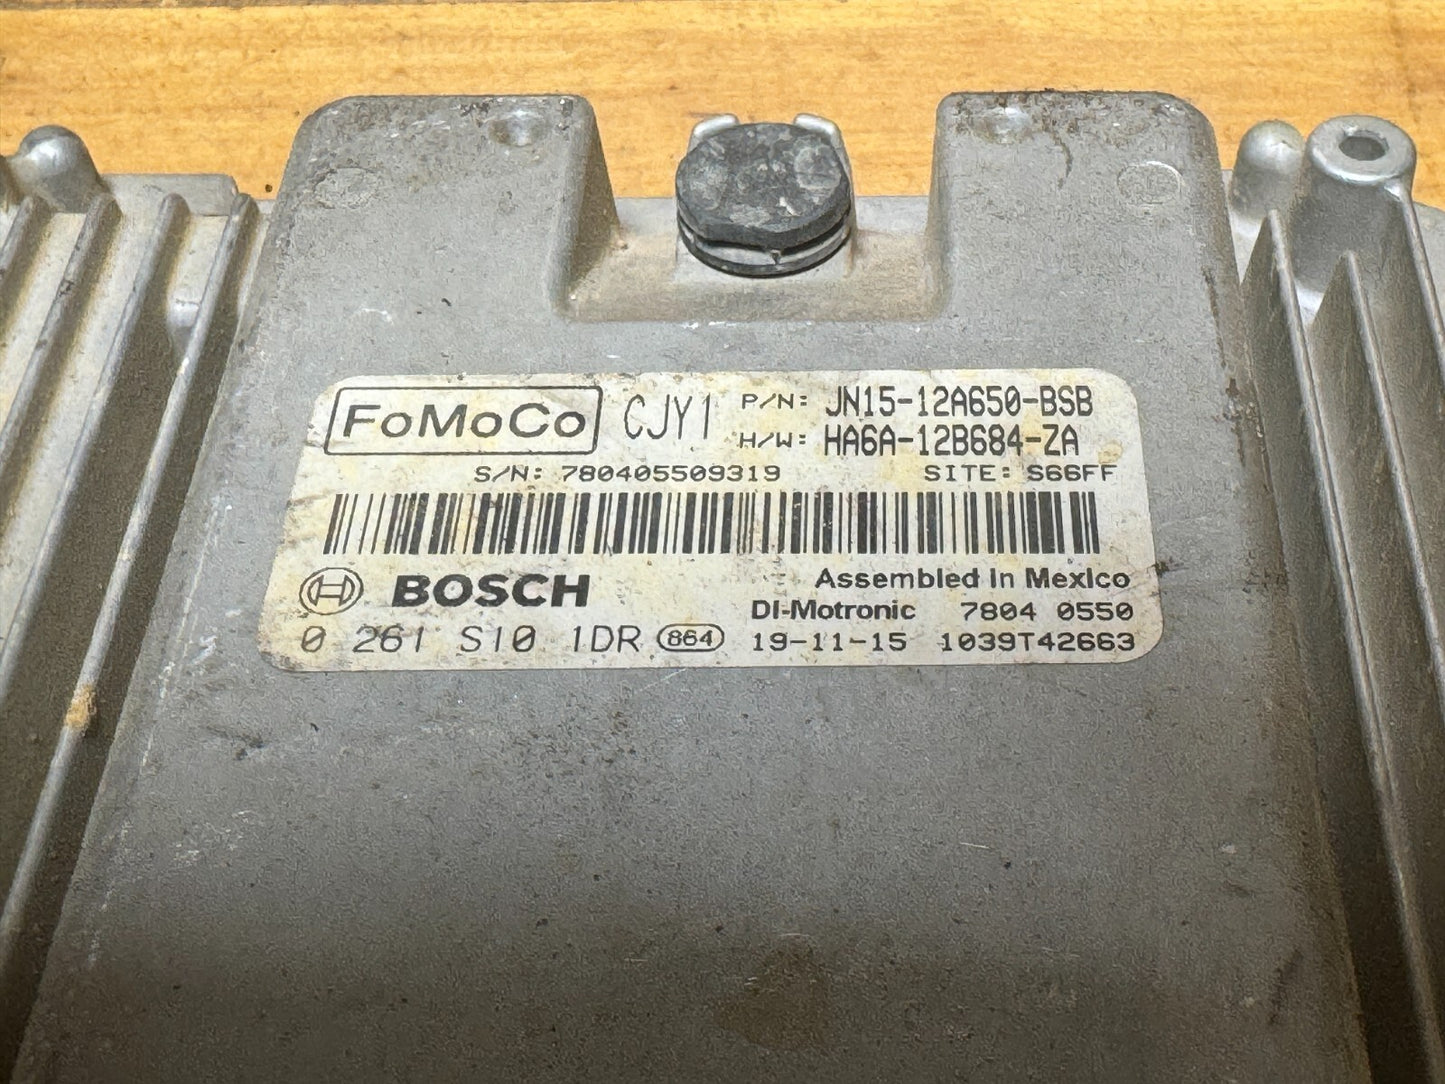 FoMoCo CJY1 P/N: JN15-12A650-BSB
H/W: HA6A-12B684-ZA
S/N: 780405509319 SITE: S66FF
BOSCH Assembled in Mexico
DI-Motronic 7804 0550
0 261 S10 1DR 864 19-11-15 1039T42663